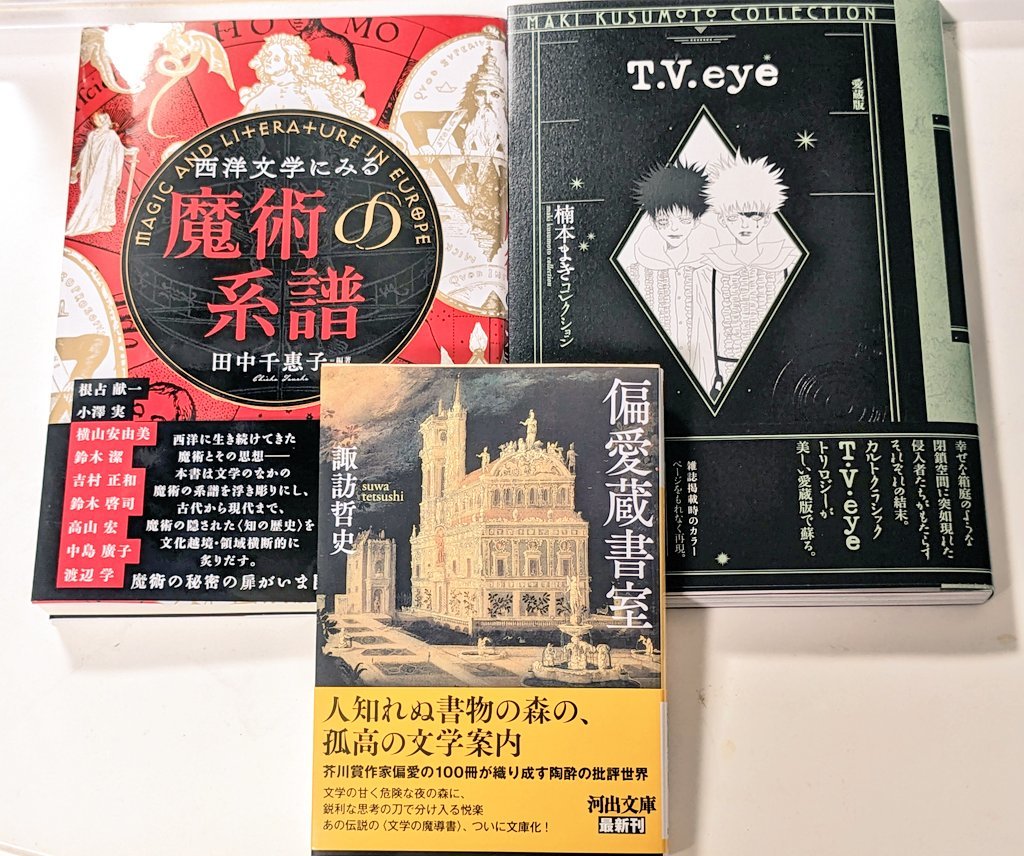 HOMO
MAGIC AND LITERATURE IN EUROPE
西洋文学にみる
魔術の
系譜
田中千惠子 編著
Chieko Tanaka
根占 献一
小澤 実
横山安由美
鈴木 潔
吉村 正和
鈴木 啓司
高山 宏
中島 廣子
渡辺 学
西洋に生き続けてきた
魔術とその思想――
本書は文学のなかの
魔術の系譜を浮き彫りにし、
古代から現代まで、
魔術の隠された〈知の歴史〉を
文化越境・領域横断的に
炙りだす。
魔術の秘密の扉がいま
MAKI KUSUMOTO COLLECTION
T.V.eye
愛蔵版
楠本まきコレクション
maki kusumoto collection
幸せな箱庭のような
閉鎖空間に突如現れた
侵入者たちがもたらす
それぞれの結末。
カルト・クラシック
T・V・eye
トリロジーが
美しい愛蔵版で蘇る。
雑誌掲載時のカラー
ページをもれなく再現。
偏愛蔵書室
諏訪哲史
suwa
tetsushi
人知れぬ書物の森の、
孤高の文学案内
芥川賞作家偏愛の100冊が織り成す陶酔の批評世界
文学の甘く危険な夜の森に、
鋭利な思考の刀で分け入る悦楽
あの伝説の〈文学の魔導書〉、ついに文庫化!
河出文庫
最新刊